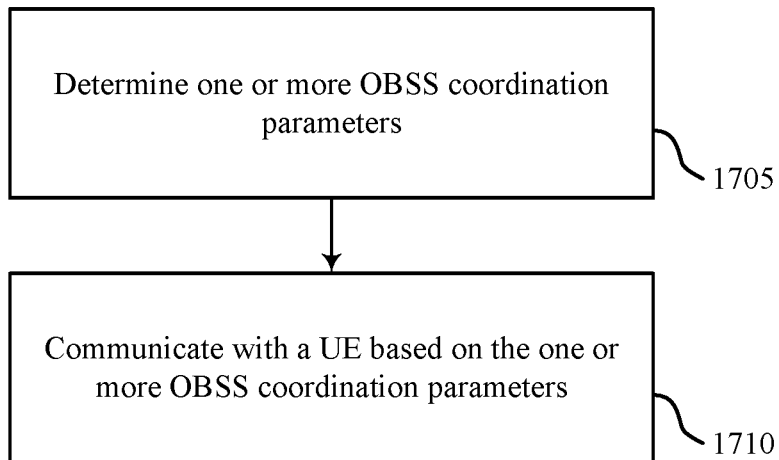 Determine one or more OBSS coordination
parameters
1705
Communicate with a UE based on the one or
more OBSS coordination parameters
1710